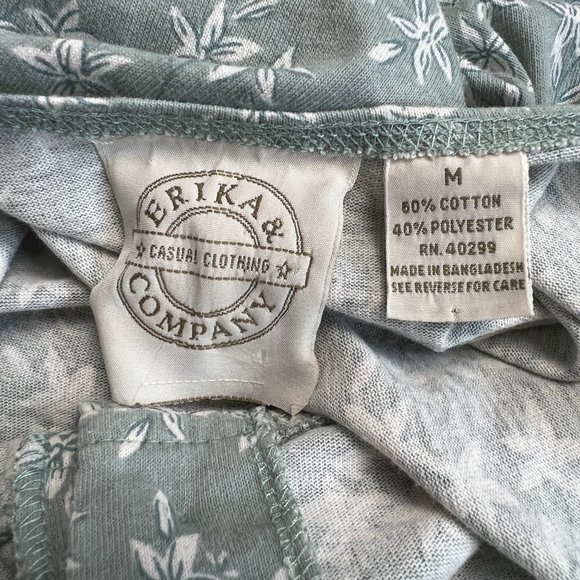 ERIKA &
CASUAL CLOTHING
COMPANY
M
60% COTTON
40% POLYESTER
RN. 40299
MADE IN BANGLADESH
SEE REVERSE FOR CARE